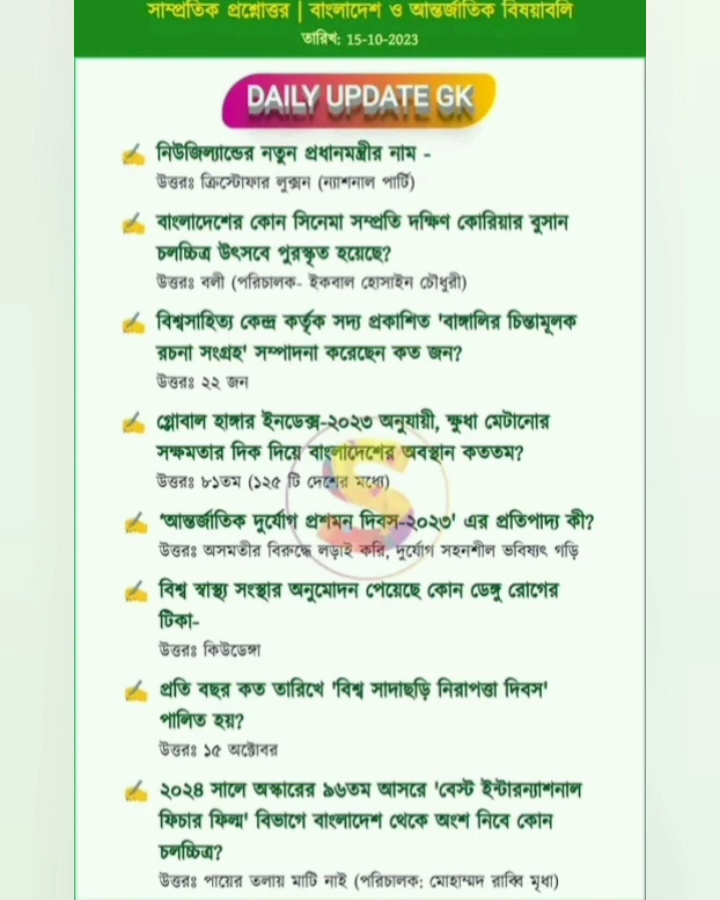 সাম্প্রতিক প্রশ্নোত্তর | বাংলাদেশ ও আন্তর্জাতিক বিষয়াবলি
তারিখ: 15-10-2023
DAILY UPDATE GK
✍️ নিউজিল্যান্ডের নতুন প্রধানমন্ত্রীর নাম -
উত্তরঃ ক্রিস্টোফার লুক্সন (ন্যাশনাল পার্টি)
✍️ বাংলাদেশের কোন সিনেমা সম্প্রতি দক্ষিণ কোরিয়ার বুসান
চলচ্চিত্র উৎসবে পুরস্কৃত হয়েছে?
উত্তরঃ বলী (পরিচালক- ইকবাল হোসাইন চৌধুরী)
✍️ বিশ্বসাহিত্য কেন্দ্র কর্তৃক সদ্য প্রকাশিত 'বাঙ্গালির চিন্তামূলক
রচনা সংগ্রহ' সম্পাদনা করেছেন কত জন?
উত্তরঃ ২২ জন
✍️ গ্লোবাল হাঙ্গার ইনডেক্স-২০২৩ অনুযায়ী, ক্ষুধা মেটানোর
সক্ষমতার দিক দিয়ে বাংলাদেশের অবস্থান কততম?
উত্তরঃ ৮১তম (১২৫ টি দেশের মধ্যে)
✍️ 'আন্তর্জাতিক দুর্যোগ প্রশমন দিবস-২০২৩' এর প্রতিপাদ্য কী?
উত্তরঃ অসমতার বিরুদ্ধে লড়াই করি, দুর্যোগ সহনশীল ভবিষ্যৎ গড়ি
✍️ বিশ্ব স্বাস্থ্য সংস্থার অনুমোদন পেয়েছে কোন ডেঙ্গু রোগের
টিকা-
উত্তরঃ কিউডেঙ্গা
✍️ প্রতি বছর কত তারিখে 'বিশ্ব সাদাছড়ি নিরাপত্তা দিবস'
পালিত হয়?
উত্তরঃ ১৫ অক্টোবর
✍️ ২০২৪ সালে অস্কারের ৯৬তম আসরে 'বেস্ট ইন্টারন্যাশনাল
ফিচার ফিল্ম' বিভাগে বাংলাদেশ থেকে অংশ নিবে কোন
চলচ্চিত্র?
উত্তরঃ পায়ের তলায় মাটি নাই (পরিচালক: মোহাম্মদ রাব্বি মৃধা)